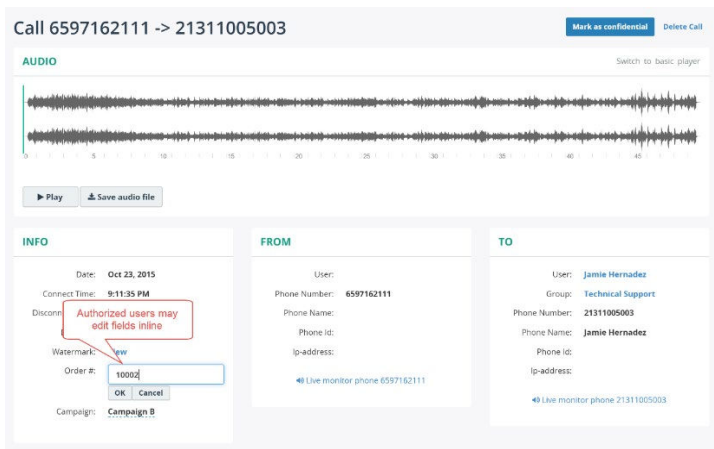 Call 6597162111 -> 21311005003
Mark as confidential
Delete Call
AUDIO
Switch to basic player
0 5 10 15 20 25 30 35 40 45
Play
Save audio file
INFO
Date: Oct 23, 2015
Connect Time: 9:11:35 PM
Authorized users may
edit fields inline
Watermark:
Order #: 10002
OK Cancel
Campaign: Campaign B
FROM
User:
Phone Number: 6597162111
Phone Name:
Phone Id:
Ip-address:
Live monitor phone 6597162111
TO
User: Jamie Hernadez
Group: Technical Support
Phone Number: 21311005003
Phone Name: Jamie Hernadez
Phone Id:
Ip-address:
Live monitor phone 21311005003